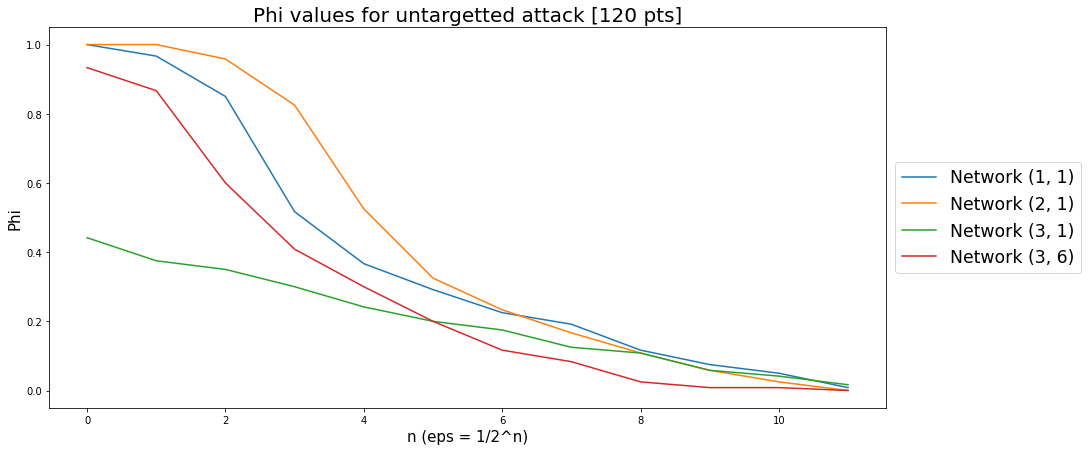 Phi values for untargetted attack [120 pts]
1.0
0.8
0.6
0.4
0.2
0.0
Phi
0 2 4 6 8 10
n (eps = 1/2^n)
Network (1, 1)
Network (2, 1)
Network (3, 1)
Network (3, 6)